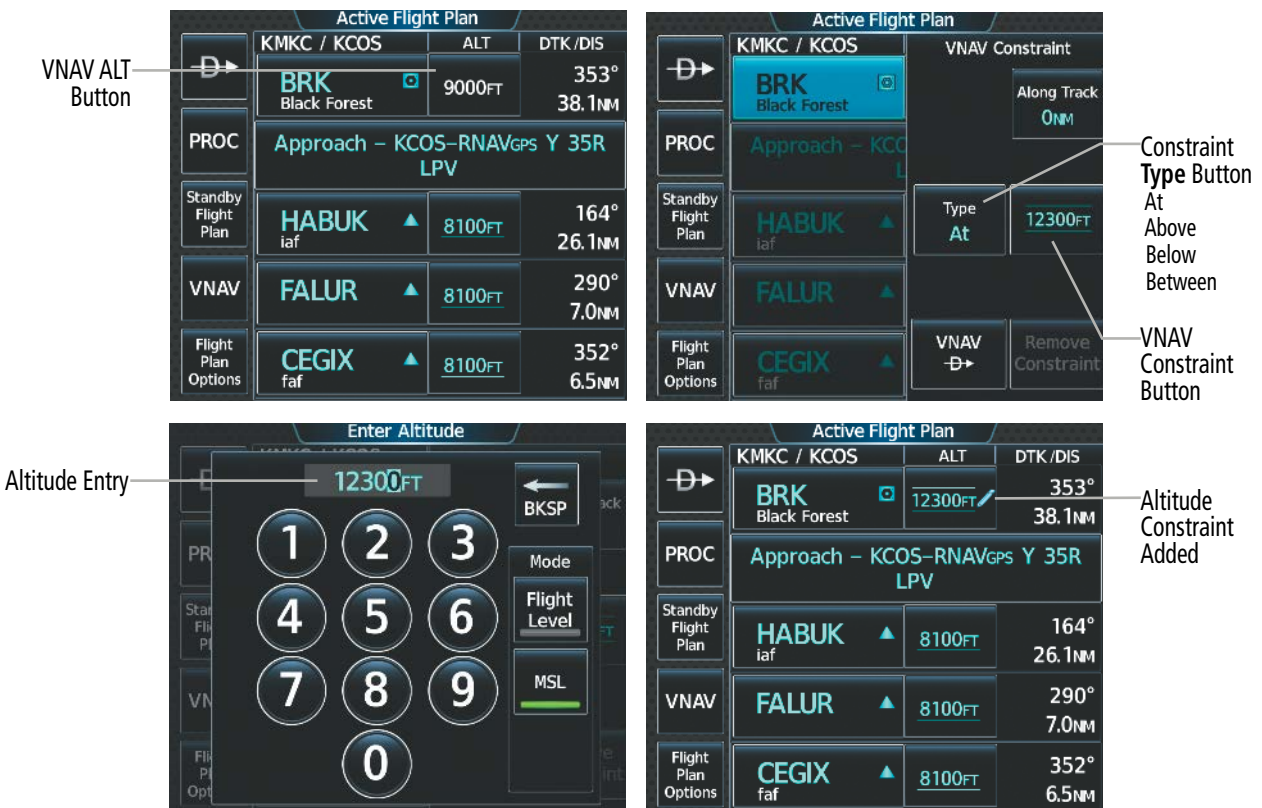 VNAV ALT
Button
Active Flight Plan
KMKC / KCOS ALT DTK/DIS
BRK 9000FT 353°
Black Forest 38.1NM
PROC
Approach – KCOS–RNAVGPS Y 35R
LPV
Standby
Flight
Plan
HABUK 8100FT 164°
iaf 26.1NM
VNAV
FALUR 8100FT 290°
7.0NM
Flight
Plan
Options
CEGIX 8100FT 352°
faf 6.5NM
Active Flight Plan
KMKC / KCOS VNAV Constraint
BRK
Black Forest
Along Track
0NM
PROC
Approach – KCO
L
Standby
Flight
Plan
HABUK
iaf
Type
At
12300FT
VNAV
FALUR
Flight
Plan
Options
CEGIX
faf
VNAV
D
Remove
Constraint
Constraint
Type Button
At
Above
Below
Between
VNAV
Constraint
Button
Altitude Entry
Enter Altitude
12300FT
BKSP
1 2 3
Mode
4 5 6
Flight
Level
7 8 9
MSL
0
Active Flight Plan
KMKC / KCOS ALT DTK/DIS
D
BRK 12300FT 353°
Black Forest 38.1NM
PROC
Approach – KCOS–RNAVGPS Y 35R
LPV
Standby
Flight
Plan
HABUK 8100FT 164°
iaf 26.1NM
VNAV
FALUR 8100FT 290°
7.0NM
Flight
Plan
Options
CEGIX 8100FT 352°
faf 6.5NM
Altitude
Constraint
Added